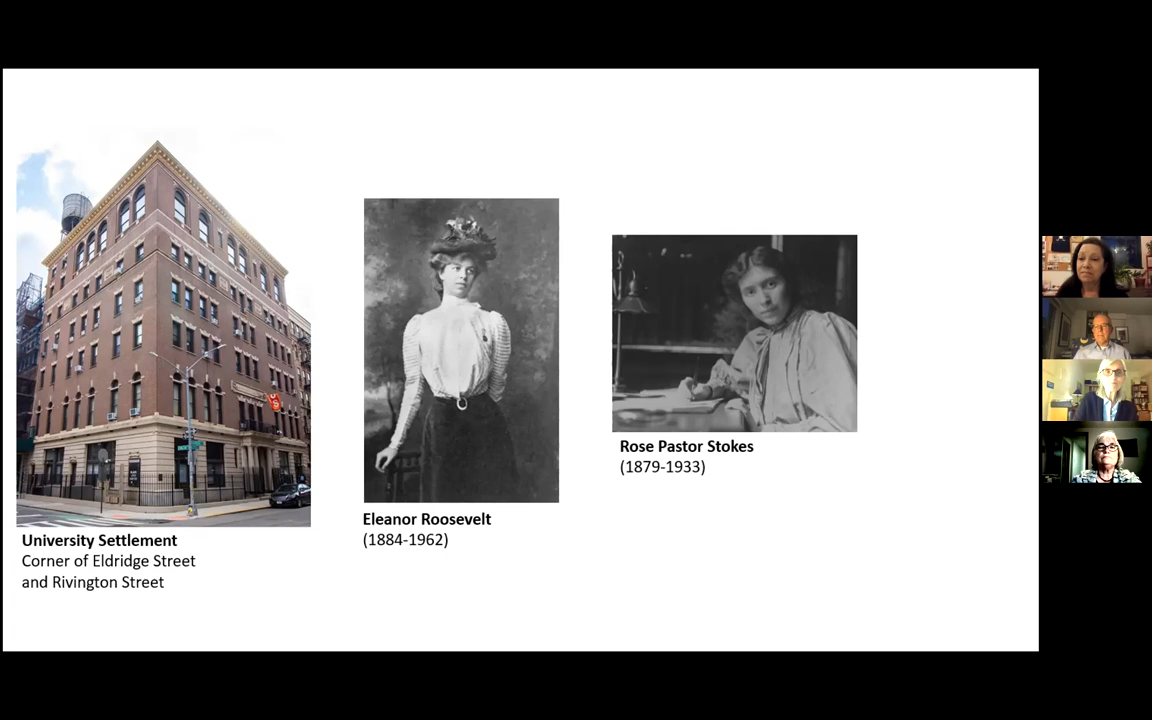 University Settlement
Corner of Eldridge Street
and Rivington Street
Eleanor Roosevelt
(1884-1962)
Rose Pastor Stokes
(1879-1933)